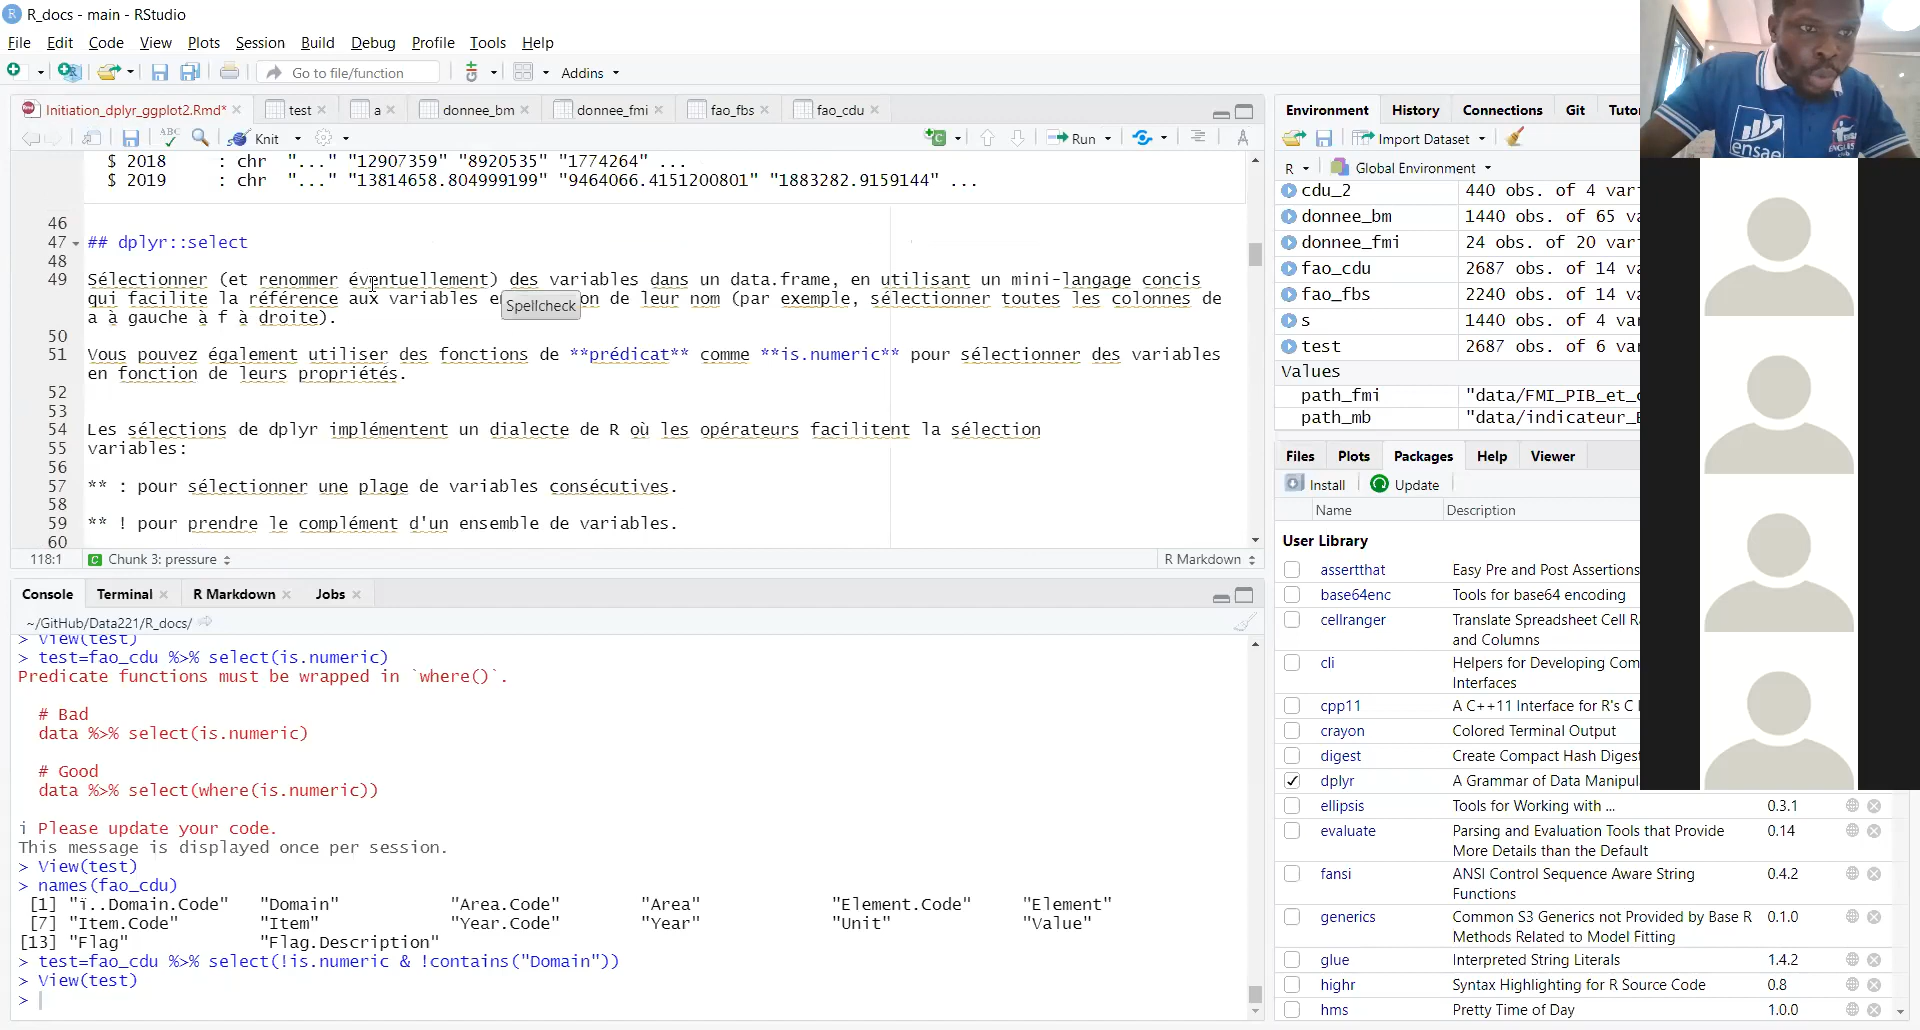 R_docs - main - RStudio
File Edit Code View Plots Session Build Debug Profile Tools Help
Go to file/function Addins
Initiation_dplyr_ggplot2.Rmd* test a donnee_bm donnee_fmi fao_fbs fao_cdu
ABC Knit Run
$ 2018 : chr "..." "12907359" "8920535" "1774264" ...
$ 2019 : chr "..." "13814658.804999199" "9464066.4151200801" "1883282.9159144" ...
46
47 ## dplyr::select
48
49 Sélectionner (et renommer éventuellement) des variables dans un data.frame, en utilisant un mini-langage concis
qui facilite la référence aux variables en on de leur nom (par exemple, sélectionner toutes les colonnes de
a à gauche à f à droite).
Spellcheck
50
51 Vous pouvez également utiliser des fonctions de **prédicat** comme **is.numeric** pour sélectionner des variables
en fonction de leurs propriétés.
52
53
54 Les sélections de dplyr implémentent un dialecte de R où les opérateurs facilitent la sélection
55 variables:
56
57 ** : pour sélectionner une plage de variables consécutives.
58
59 ** ! pour prendre le complément d'un ensemble de variables.
60
118:1 Chunk 3: pressure R Markdown
Console Terminal R Markdown Jobs
~/GitHub/Data221/R_docs/
> View(test)
> test=fao_cdu %>% select(is.numeric)
Predicate functions must be wrapped in `where()`.
# Bad
data %>% select(is.numeric)
# Good
data %>% select(where(is.numeric))
i Please update your code.
This message is displayed once per session.
> View(test)
> names(fao_cdu)
[1] "ï..Domain.Code" "Domain" "Area.Code" "Area" "Element.Code" "Element"
[7] "Item.Code" "Item" "Year.Code" "Year" "Unit" "Value"
[13] "Flag" "Flag.Description"
> test=fao_cdu %>% select(!is.numeric & !contains("Domain"))
> View(test)
>
Environment History Connections Git Tutor
Import Dataset
R Global Environment
cdu_2 440 obs. of 4 var
donnee_bm 1440 obs. of 65 va
donnee_fmi 24 obs. of 20 var
fao_cdu 2687 obs. of 14 v
fao_fbs 2240 obs. of 14 v
s 1440 obs. of 4 va
test 2687 obs. of 6 va
Values
path_fmi "data/FMI_PIB_et_
path_mb "data/indicateur_
Files Plots Packages Help Viewer
Install Update
Name Description
User Library
assertthat Easy Pre and Post Assertions
base64enc Tools for base64 encoding
cellranger Translate Spreadsheet Cell R
and Columns
cli Helpers for Developing Com
Interfaces
cpp11 A C++11 Interface for R's C
crayon Colored Terminal Output
digest Create Compact Hash Digest
dplyr A Grammar of Data Manipul
ellipsis Tools for Working with ... 0.3.1
evaluate Parsing and Evaluation Tools that Provide 0.14
More Details than the Default
fansi ANSI Control Sequence Aware String 0.4.2
Functions
generics Common S3 Generics not Provided by Base R 0.1.0
Methods Related to Model Fitting
glue Interpreted String Literals 1.4.2
highr Syntax Highlighting for R Source Code 0.8
hms Pretty Time of Day 1.0.0
ensae